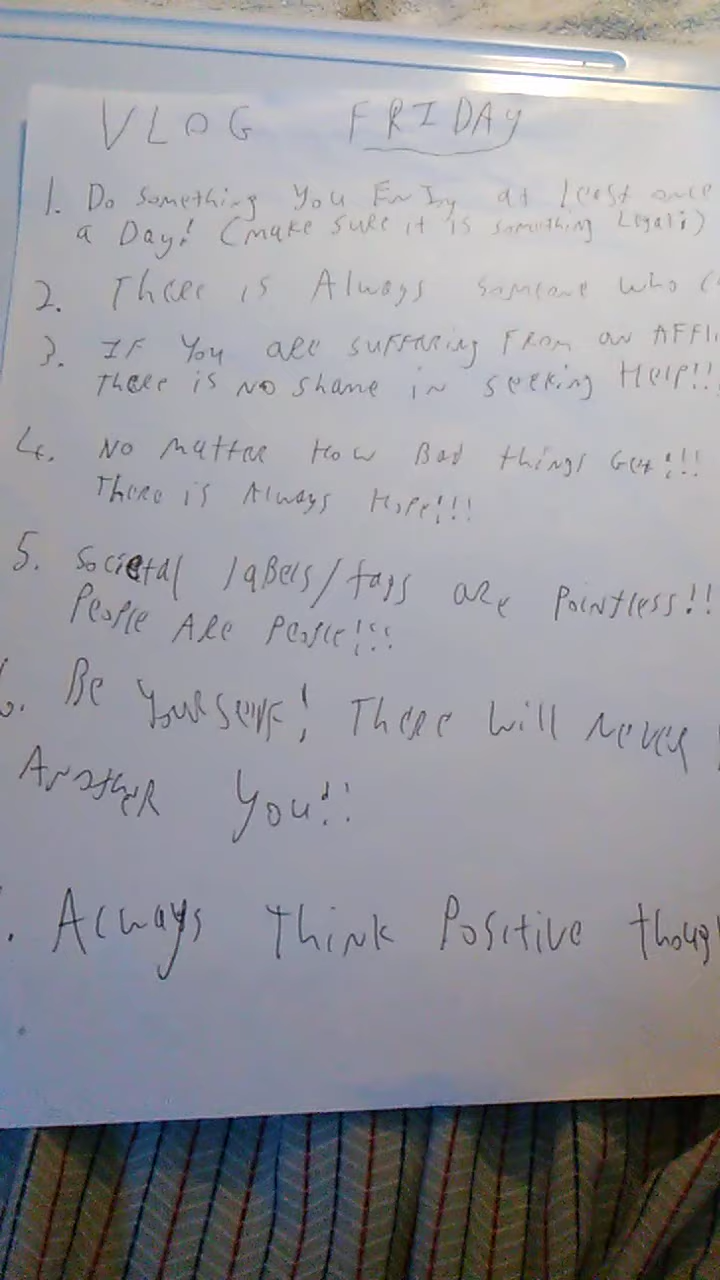 VLOG FRIDAY
1. Do something You Enjoy at least once
a Day! (make sure it is something Legal;)
2. There is Always someone who
3. IF You are suffering From an AFFLI
There is no shame in seeking Help!!
4. No matter How Bad things Get!!!
There is Always Hope!!!
5. Societal labels/tags are Pointless!!
People Are People!!!
6. Be Yourself! There will never
Another You!!
. Always think Positive thoug